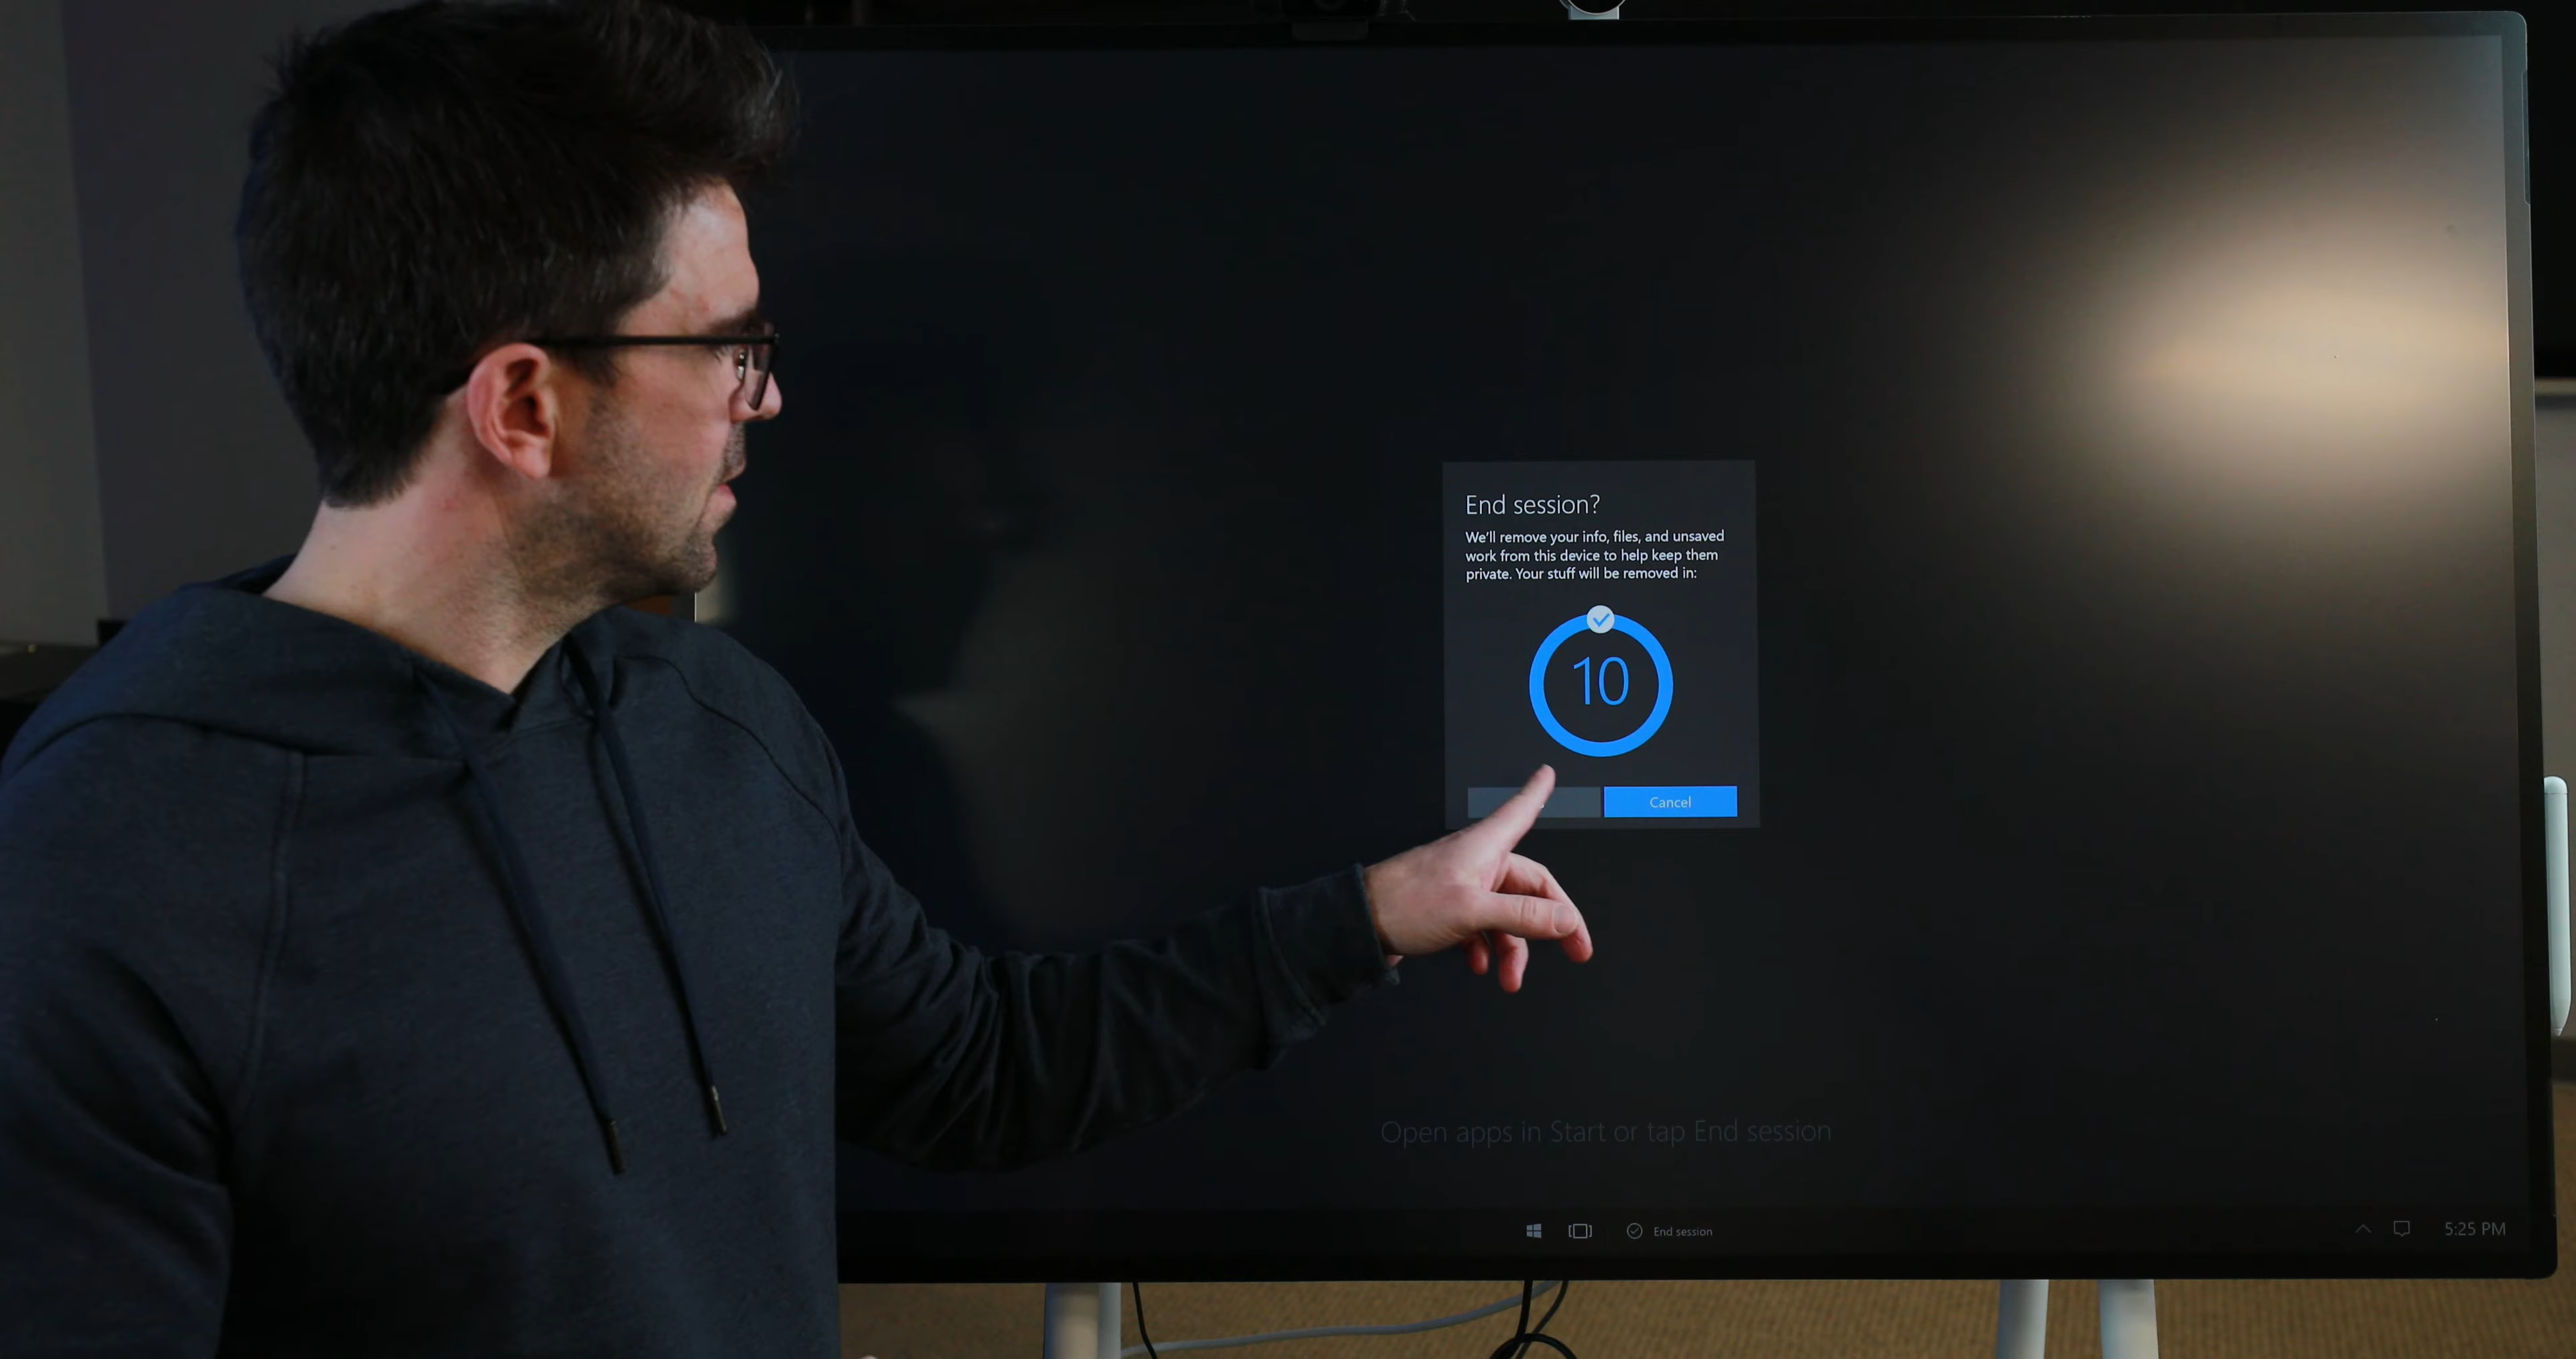 End session?
We'll remove your info, files, and unsaved
work from this device to help keep them
private. Your stuff will be removed in:
10
Cancel
Open apps in Start or tap End session
End session
5:25 PM